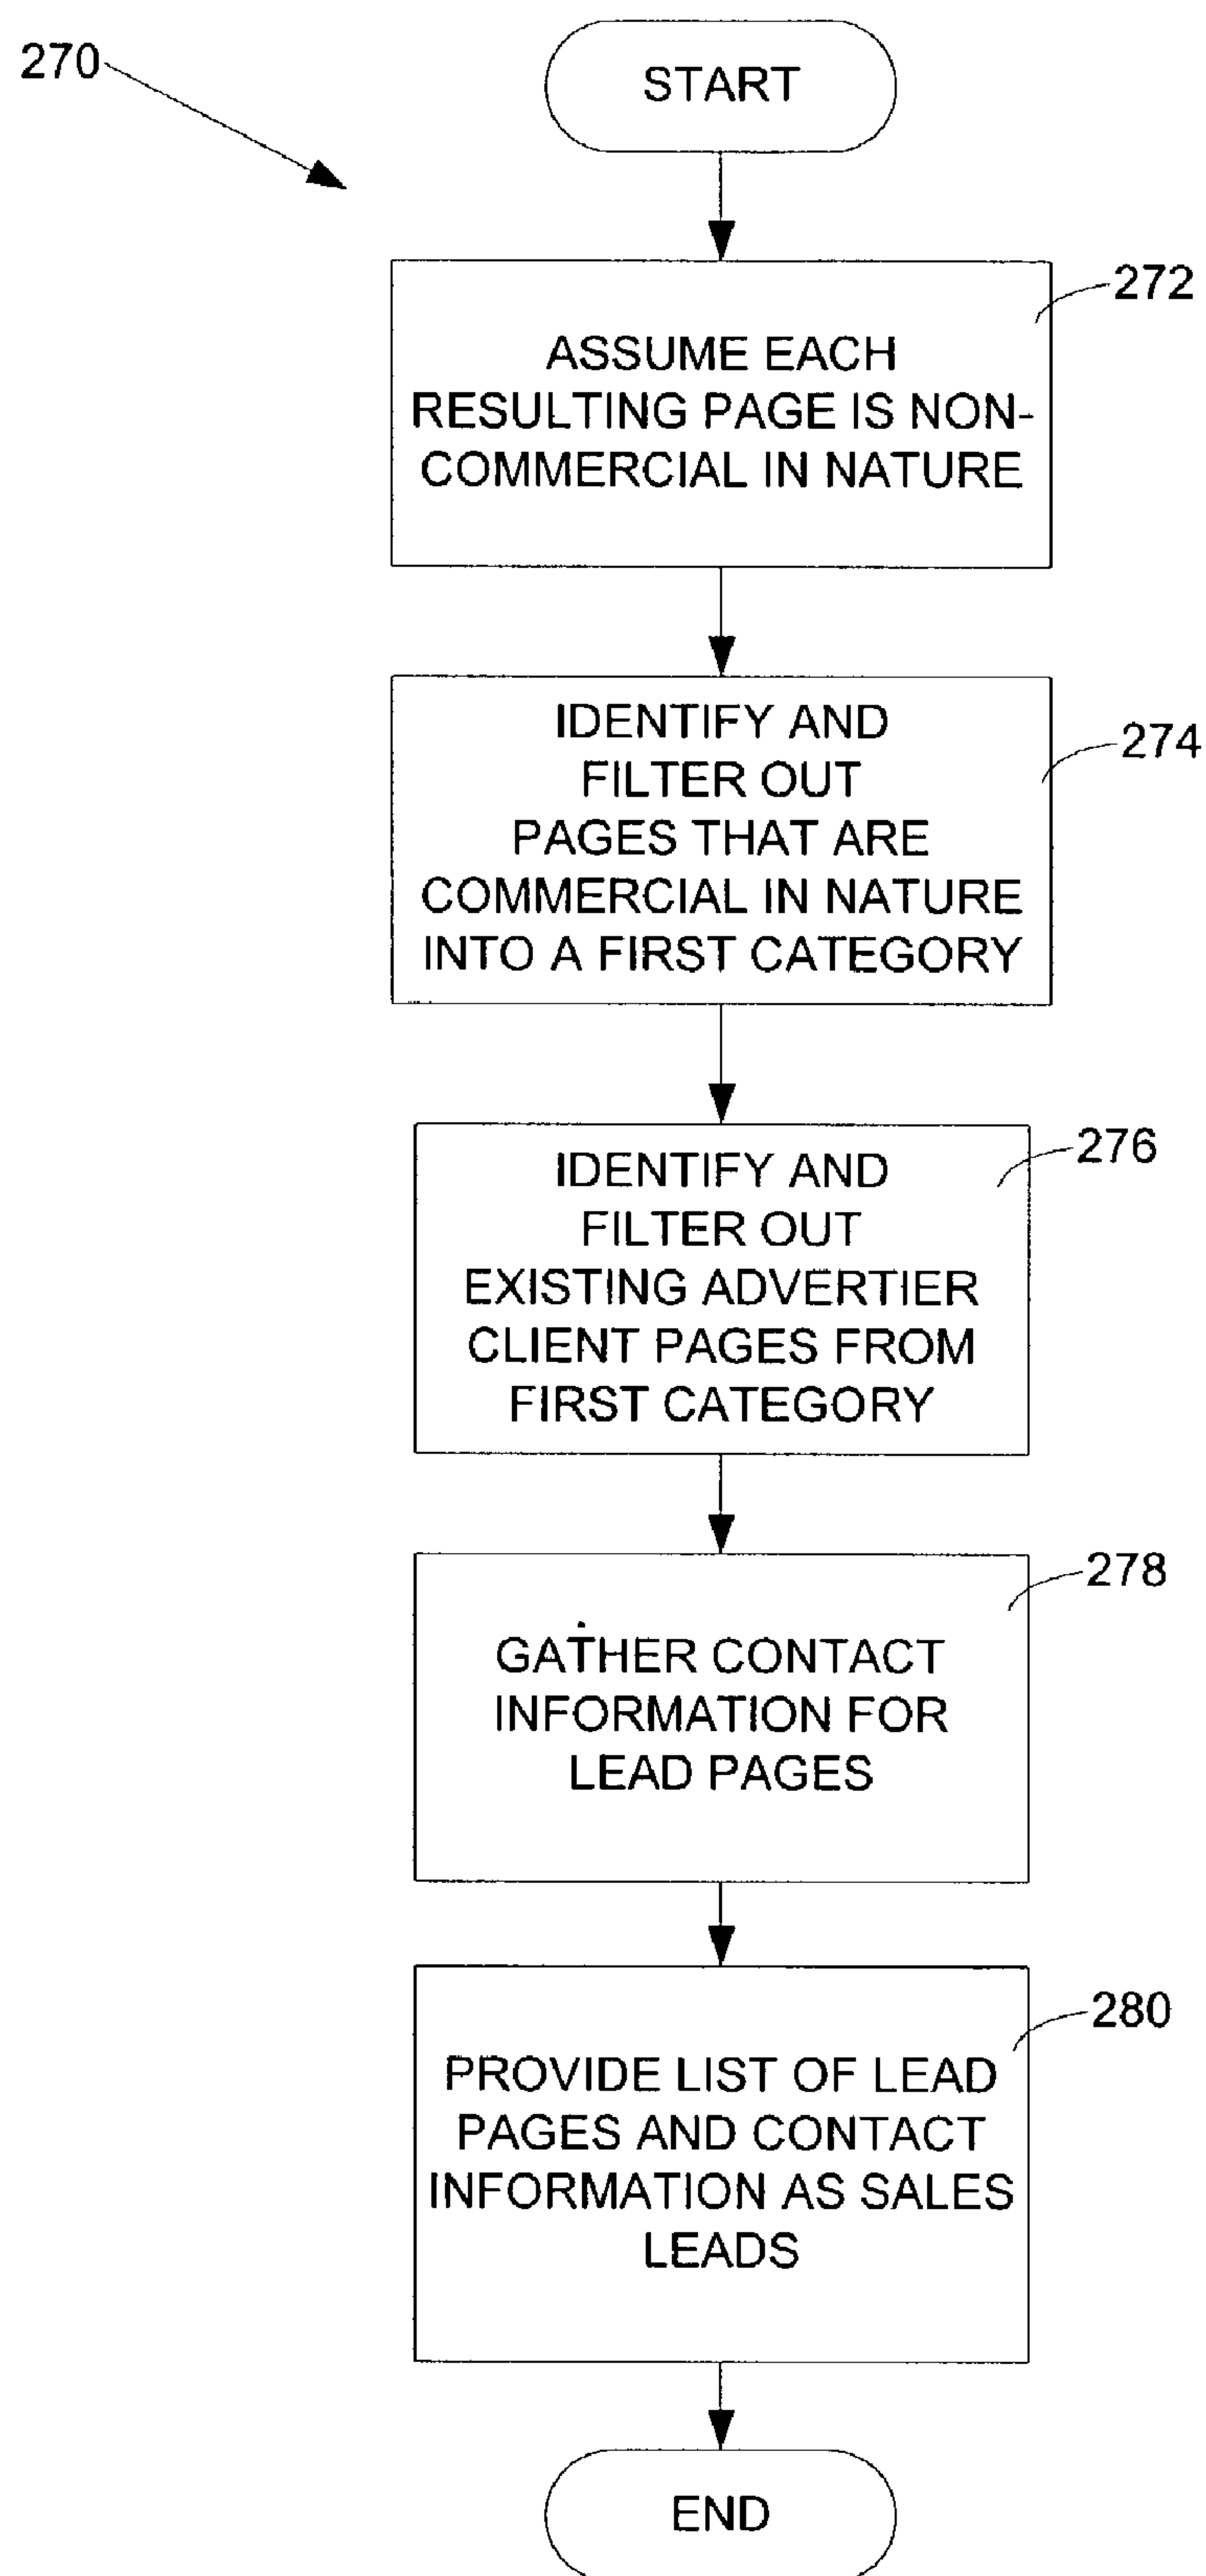 270
START
272
ASSUME EACH
RESULTING PAGE IS NON-
COMMERCIAL IN NATURE
274
IDENTIFY AND
FILTER OUT
PAGES THAT ARE
COMMERCIAL IN NATURE
INTO A FIRST CATEGORY
276
IDENTIFY AND
FILTER OUT
EXISTING ADVERTIER
CLIENT PAGES FROM
FIRST CATEGORY
278
GATHER CONTACT
INFORMATION FOR
LEAD PAGES
280
PROVIDE LIST OF LEAD
PAGES AND CONTACT
INFORMATION AS SALES
LEADS
END